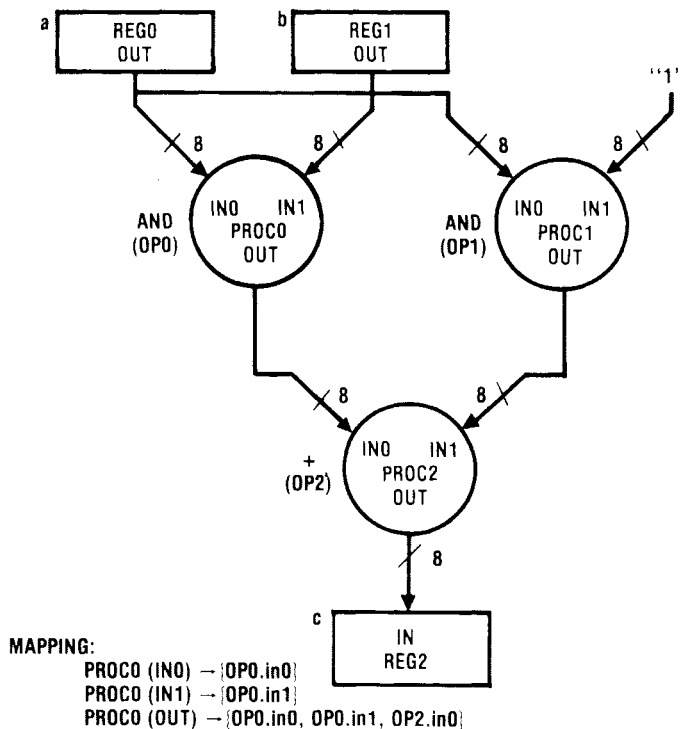 a REG0 OUT
b REG1 OUT
"1"
8 8 8 8
AND (OP0)
IN0 IN1
PROC0
OUT
AND (OP1)
IN0 IN1
PROC1
OUT
8 8
+ (OP2)
IN0 IN1
PROC2
OUT
8
c IN
REG2
MAPPING:
PROC0 (IN0) → {OP0.in0}
PROC0 (IN1) → {OP0.in1}
PROC0 (OUT) → {OP0.in0, OP0.in1, OP2.in0}